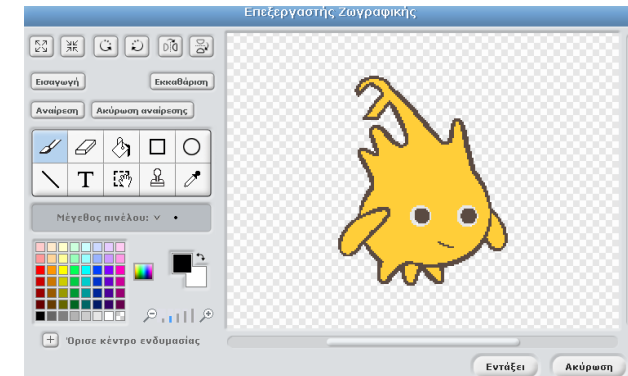 Επεξεργαστής Ζωγραφικής
Εισαγωγή Εκκαθάριση
Αναίρεση Ακύρωση αναίρεσης
T
Μέγεθος πινέλου:
Όρισε κέντρο ενδυμασίας
Εντάξει Ακύρωση